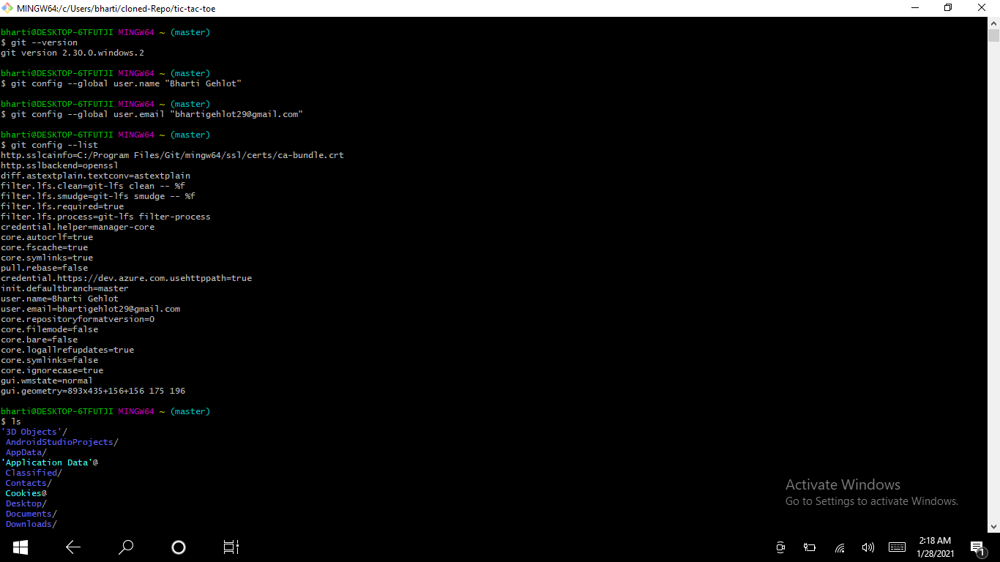 MINGW64:/c/Users/bharti/cloned-Repo/tic-tac-toe
bharti@DESKTOP-6TFUTJI MINGW64 ~ (master)
$ git --version
git version 2.30.0.windows.2
bharti@DESKTOP-6TFUTJI MINGW64 ~ (master)
$ git config --global user.name "Bharti Gehlot"
bharti@DESKTOP-6TFUTJI MINGW64 ~ (master)
$ git config --global user.email "bhartigehlot29@gmail.com"
bharti@DESKTOP-6TFUTJI MINGW64 ~ (master)
$ git config --list
http.sslcainfo=C:/Program Files/Git/mingw64/ssl/certs/ca-bundle.crt
http.sslbackend=openssl
diff.astextplain.textconv=astextplain
filter.lfs.clean=git-lfs clean -- %f
filter.lfs.smudge=git-lfs smudge -- %f
filter.lfs.required=true
filter.lfs.process=git-lfs filter-process
credential.helper=manager-core
core.autocrlf=true
core.fscache=true
core.symlinks=true
pull.rebase=false
credential.https://dev.azure.com.usehttppath=true
init.defaultbranch=master
user.name=Bharti Gehlot
user.email=bhartigehlot29@gmail.com
core.repositoryformatversion=0
core.filemode=false
core.bare=false
core.logallrefupdates=true
core.symlinks=false
core.ignorecase=true
gui.wmstate=normal
gui.geometry=893x435+156+156 175 196
bharti@DESKTOP-6TFUTJI MINGW64 ~ (master)
$ ls
'3D Objects'/
AndroidStudioProjects/
AppData/
'Application Data'@
Classified/
Contacts/
Cookies@
Desktop/
Documents/
Downloads/
Activate Windows
Go to Settings to activate Windows.
2:18 AM
1/28/2021
1